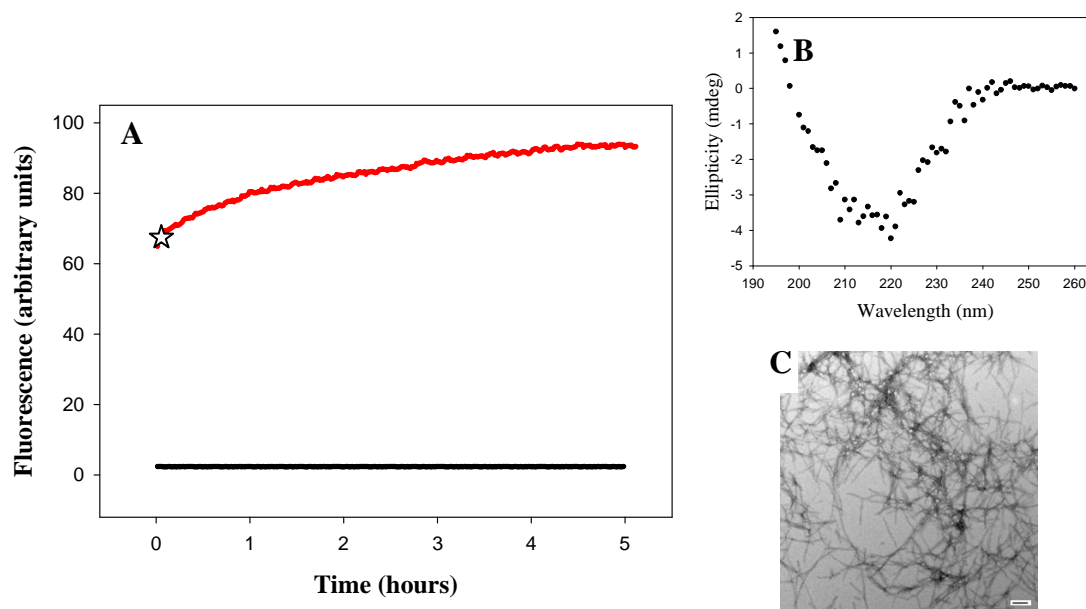 A
Fluorescence (arbitrary units)
100
80
60
40
20
0
0 1 2 3 4 5
Time (hours)
B
Ellipticity (mdeg)
2
1
0
-1
-2
-3
-4
-5
190 200 210 220 230 240 250 260
Wavelength (nm)
C